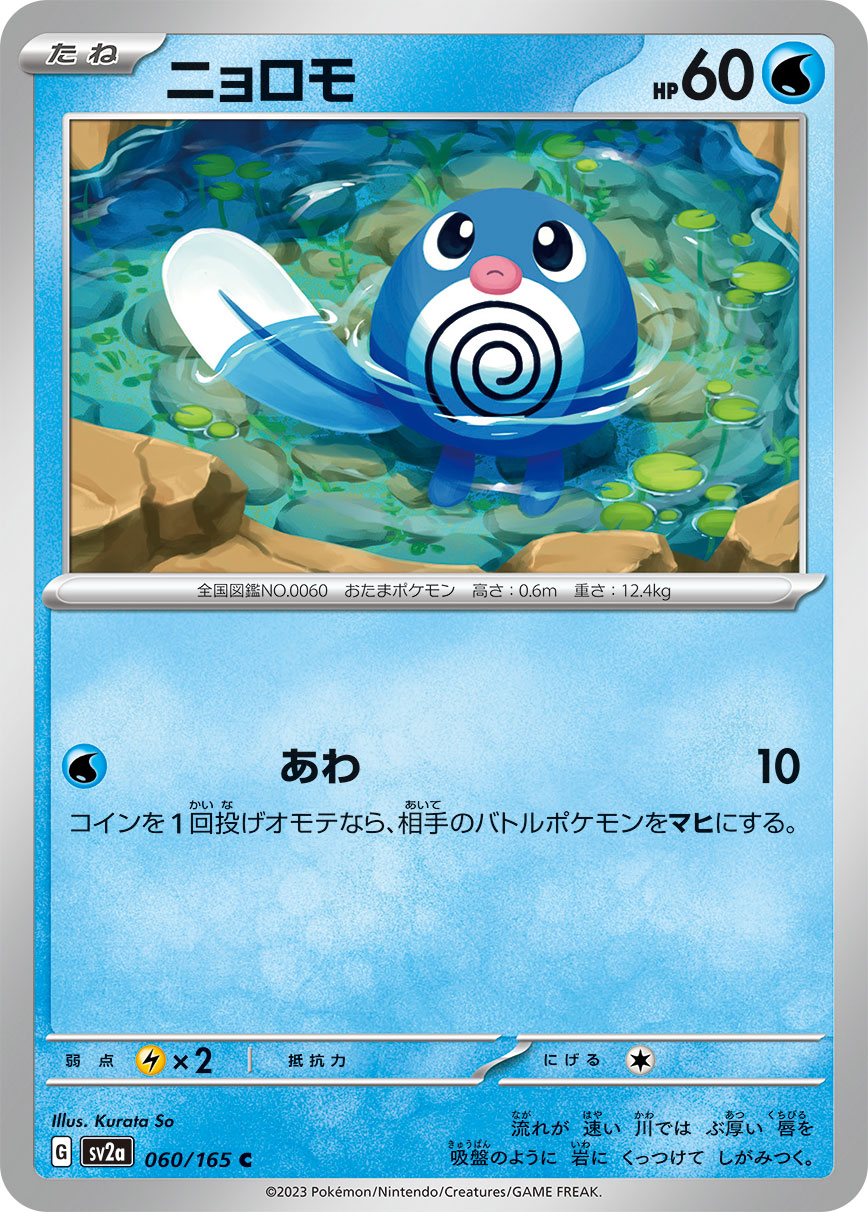 たね
ニョロモ
HP60
全国図鑑NO.0060 おたまポケモン 高さ：0.6m 重さ：12.4kg
あわ 10
コインを1回投げオモテなら、相手のバトルポケモンをマヒにする。
弱点 ×2 抵抗力 にげる
Illus. Kurata So
流れが 速い 川では ぶ厚い 唇を
吸盤のように 岩に くっつけて しがみつく。
G sv2a 060/165 C
©2023 Pokémon/Nintendo/Creatures/GAME FREAK.